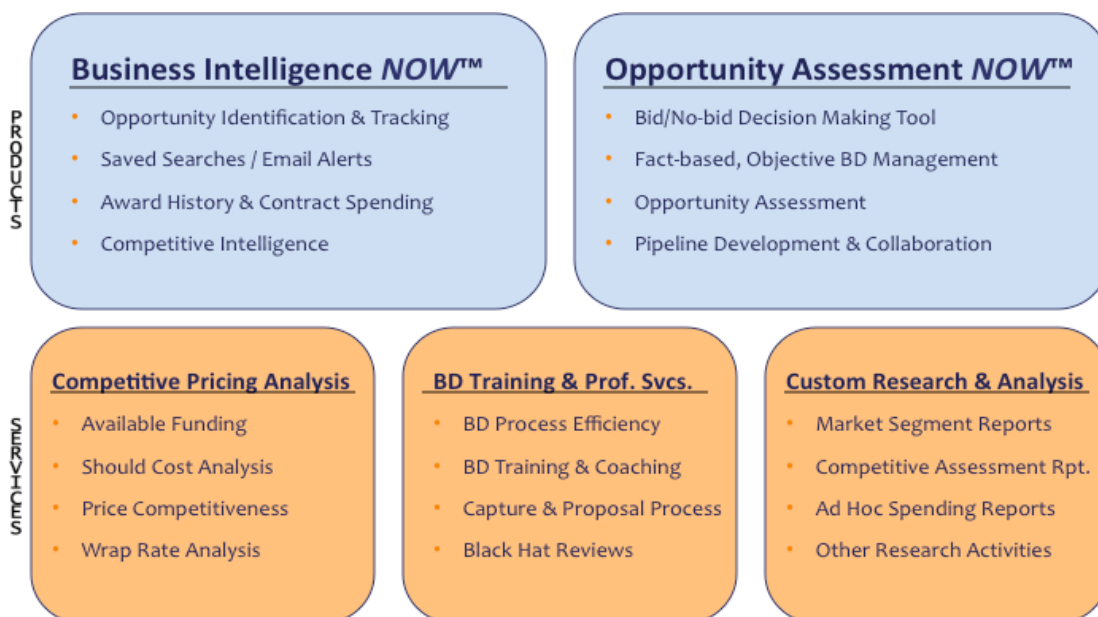 PRODUCTS
Business Intelligence NOW™
• Opportunity Identification & Tracking
• Saved Searches / Email Alerts
• Award History & Contract Spending
• Competitive Intelligence
Opportunity Assessment NOW™
• Bid/No-bid Decision Making Tool
• Fact-based, Objective BD Management
• Opportunity Assessment
• Pipeline Development & Collaboration
SERVICES
Competitive Pricing Analysis
• Available Funding
• Should Cost Analysis
• Price Competitiveness
• Wrap Rate Analysis
BD Training & Prof. Svcs.
• BD Process Efficiency
• BD Training & Coaching
• Capture & Proposal Process
• Black Hat Reviews
Custom Research & Analysis
• Market Segment Reports
• Competitive Assessment Rpt.
• Ad Hoc Spending Reports
• Other Research Activities